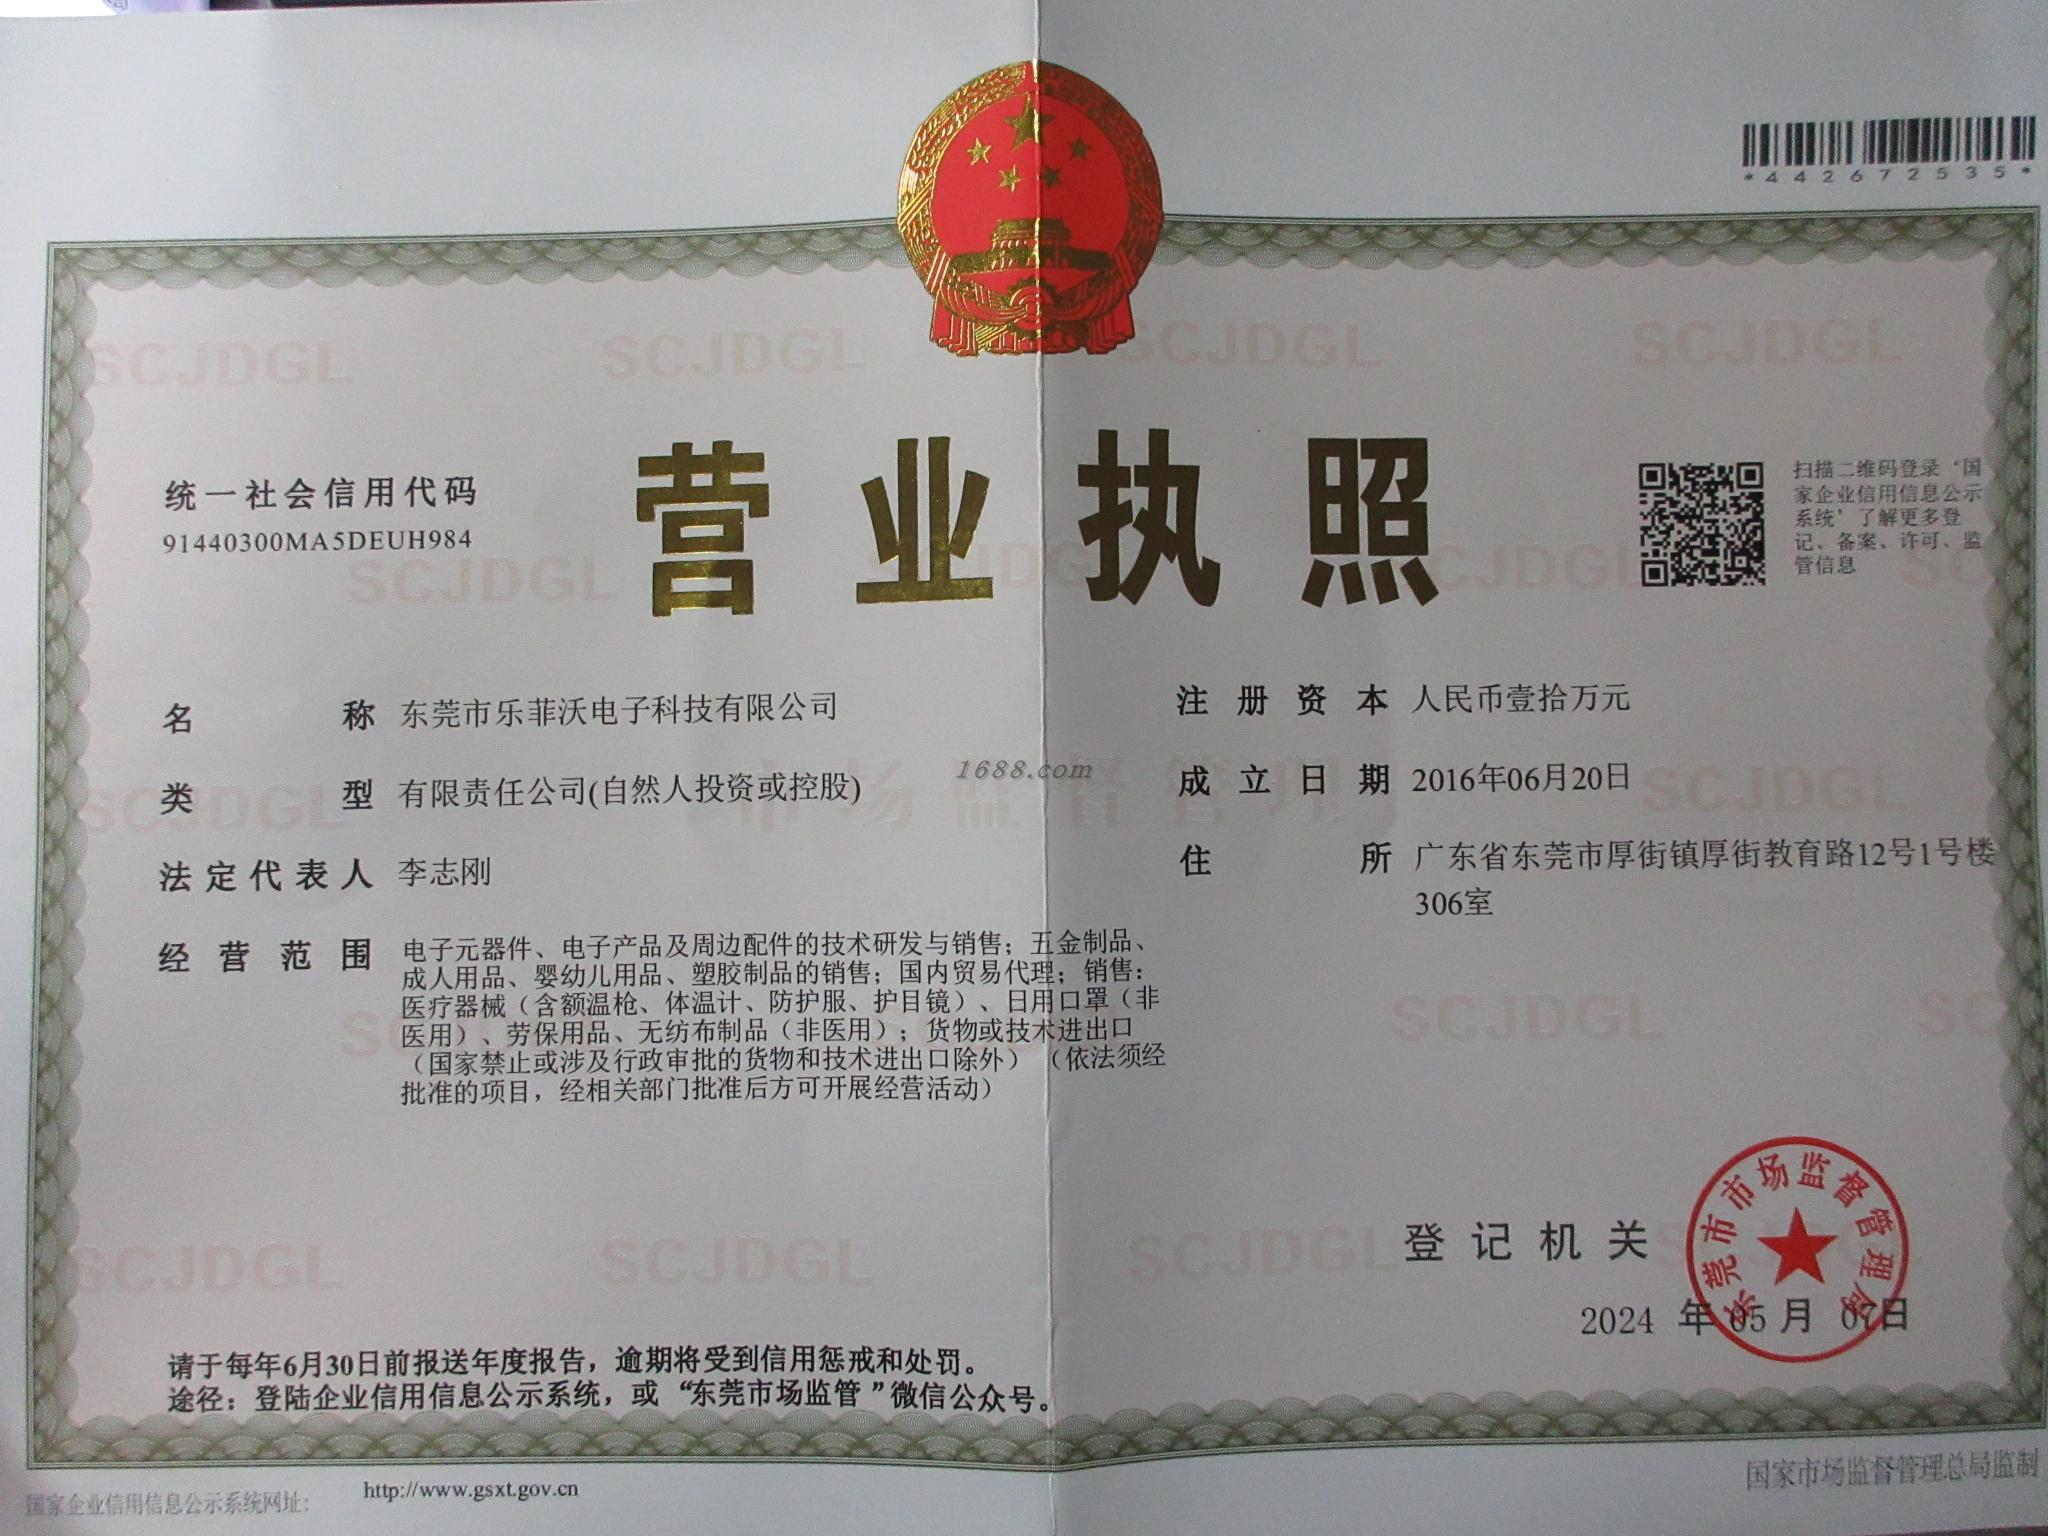 *442672535*
营业执照
统一社会信用代码
91440300MA5DEUH984
扫描二维码登录‘国
家企业信用信息公示
系统’了解更多登
记、备案、许可、监
管信息
名称 东莞市乐菲沃电子科技有限公司
类型 有限责任公司(自然人投资或控股)
法定代表人 李志刚
经营范围 电子元器件、电子产品及周边配件的技术研发与销售；五金制品、
成人用品、婴幼儿用品、塑胶制品的销售；国内贸易代理；销售：
医疗器械（含额温枪、体温计、防护服、护目镜）、日用口罩（非
医用）、劳保用品、无纺布制品（非医用）；货物或技术进出口
（国家禁止或涉及行政审批的货物和技术进出口除外）（依法须经
批准的项目，经相关部门批准后方可开展经营活动）
注册资本 人民币壹拾万元
成立日期 2016年06月20日
住所 广东省东莞市厚街镇厚街教育路12号1号楼
306室
1688.com
市场监督管理
SCJDGL
登记机关
东莞市市场监督管理局
2024 年 05 月 07日
请于每年6月30日前报送年度报告，逾期将受到信用惩戒和处罚。
途径：登陆企业信用信息公示系统，或“东莞市场监管”微信公众号。
国家企业信用信息公示系统网址： http://www.gsxt.gov.cn
国家市场监督管理总局监制